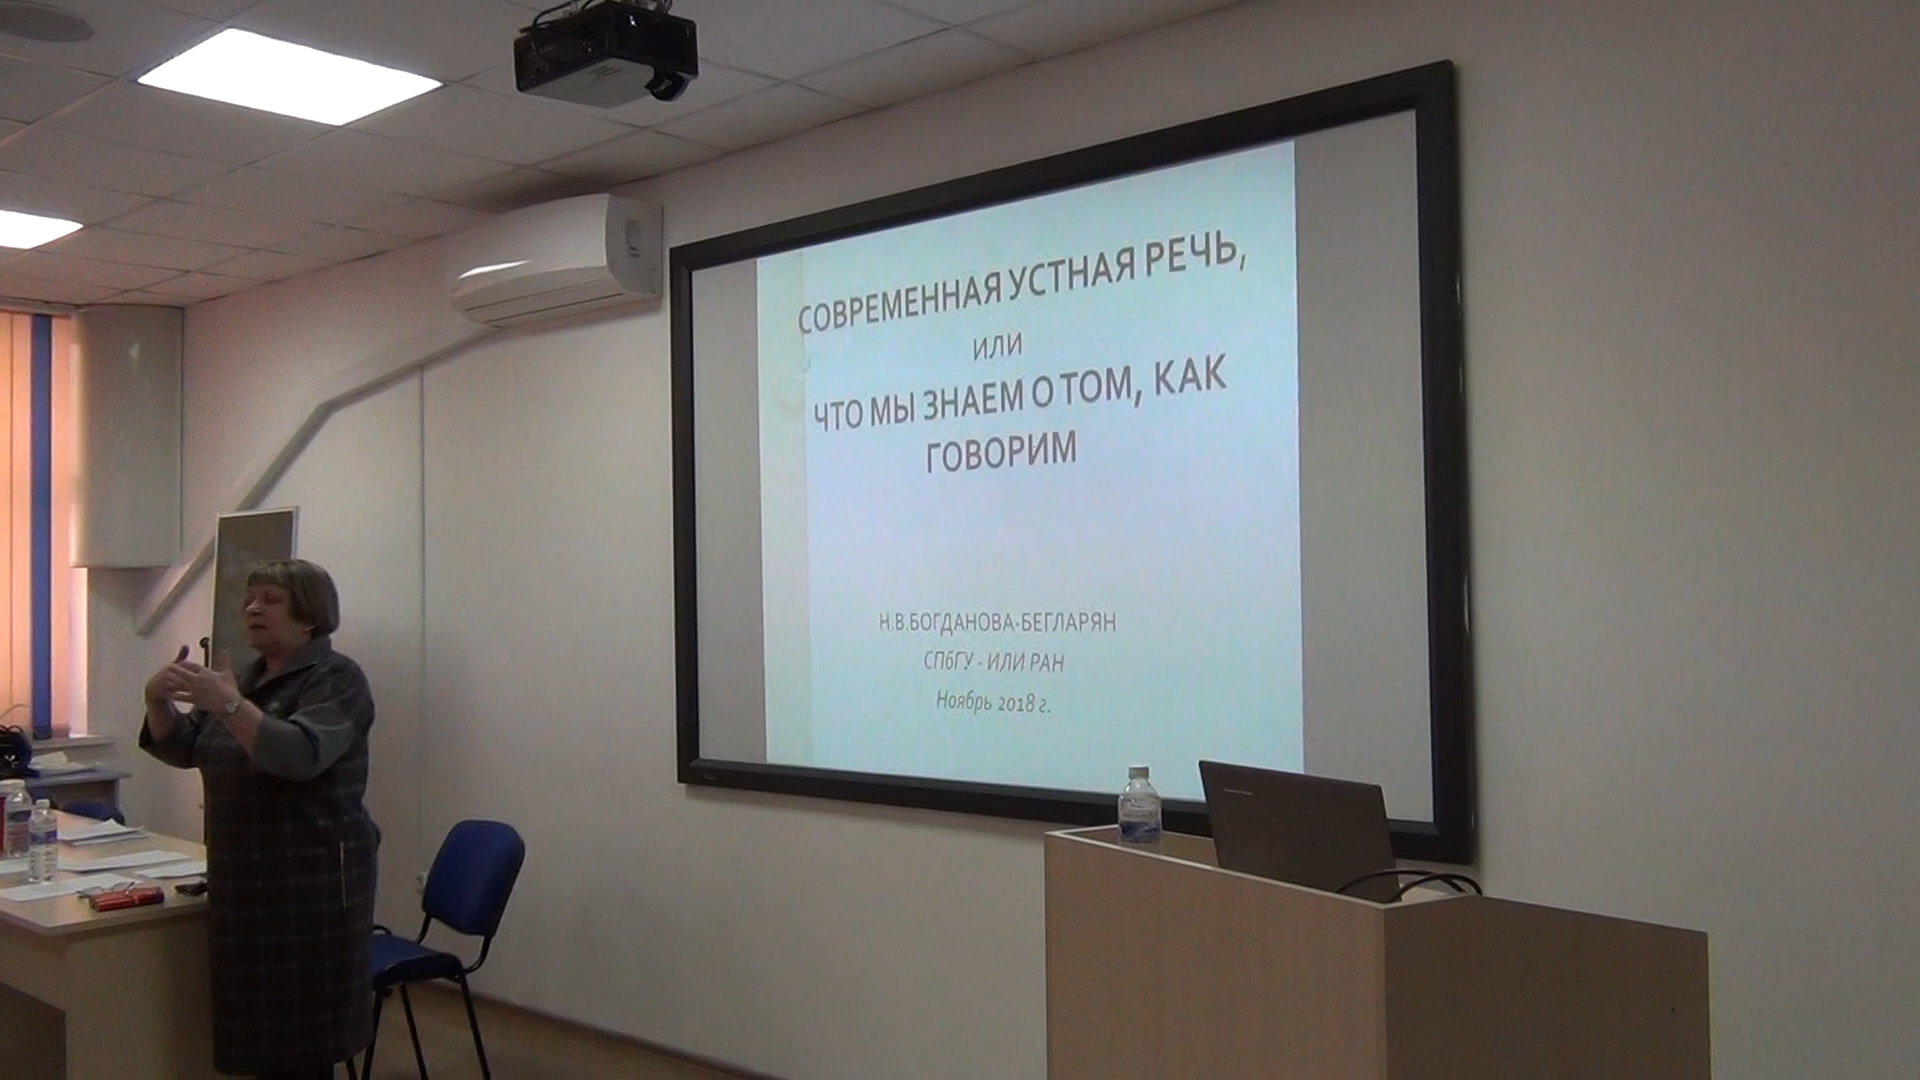 СОВРЕМЕННАЯ УСТНАЯ РЕЧЬ,
ИЛИ
ЧТО МЫ ЗНАЕМ О ТОМ, КАК
ГОВОРИМ
Н.В.БОГДАНОВА-БЕГЛАРЯН
СПбГУ - ИЛИ РАН
Ноябрь 2018 г.